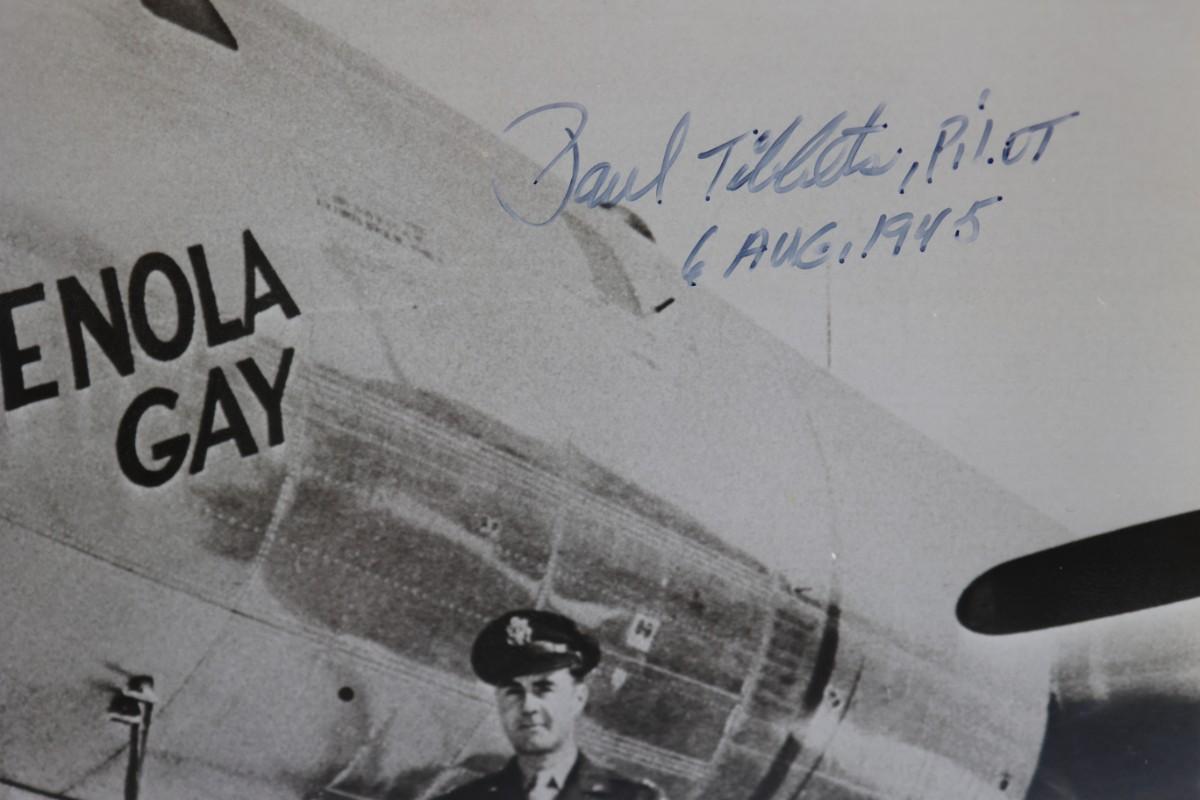 Paul Tibbets, PILOT
6 AUG, 1945
ENOLA
GAY